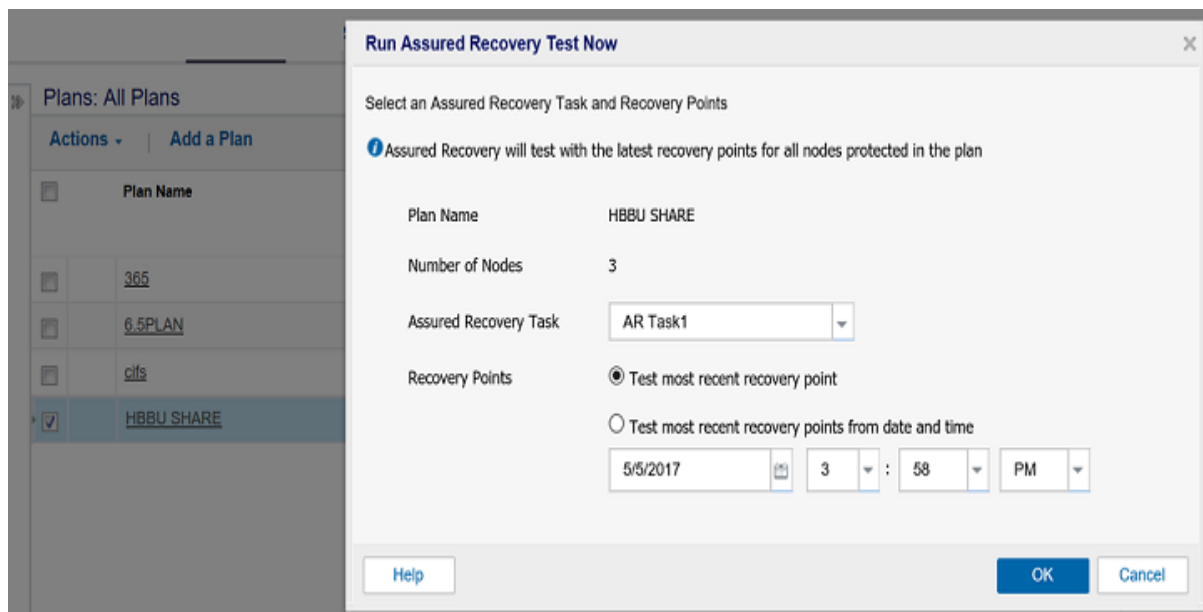 Run Assured Recovery Test Now
Plans: All Plans
Actions
Add a Plan
Plan Name
365
6.5PLAN
cifs
HBBU SHARE
Select an Assured Recovery Task and Recovery Points
Assured Recovery will test with the latest recovery points for all nodes protected in the plan
Plan Name HBBU SHARE
Number of Nodes 3
Assured Recovery Task AR Task1
Recovery Points Test most recent recovery point
Test most recent recovery points from date and time
5/5/2017 3 : 58 PM
Help OK Cancel